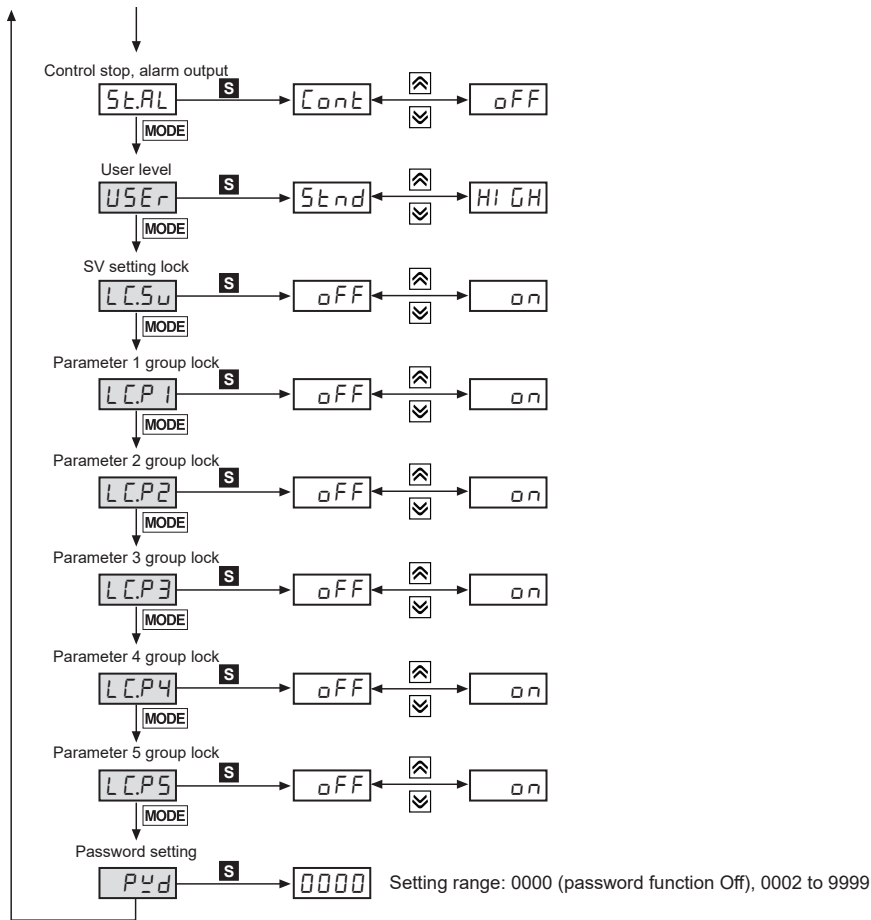 Control stop, alarm output
St.AL S Cont oFF
MODE
User level
USEr S Stnd HIGH
MODE
SV setting lock
LC.Sv S oFF on
MODE
Parameter 1 group lock
LC.P1 S oFF on
MODE
Parameter 2 group lock
LC.P2 S oFF on
MODE
Parameter 3 group lock
LC.P3 S oFF on
MODE
Parameter 4 group lock
LC.P4 S oFF on
MODE
Parameter 5 group lock
LC.P5 S oFF on
MODE
Password setting
PWd S 0000 Setting range: 0000 (password function Off), 0002 to 9999